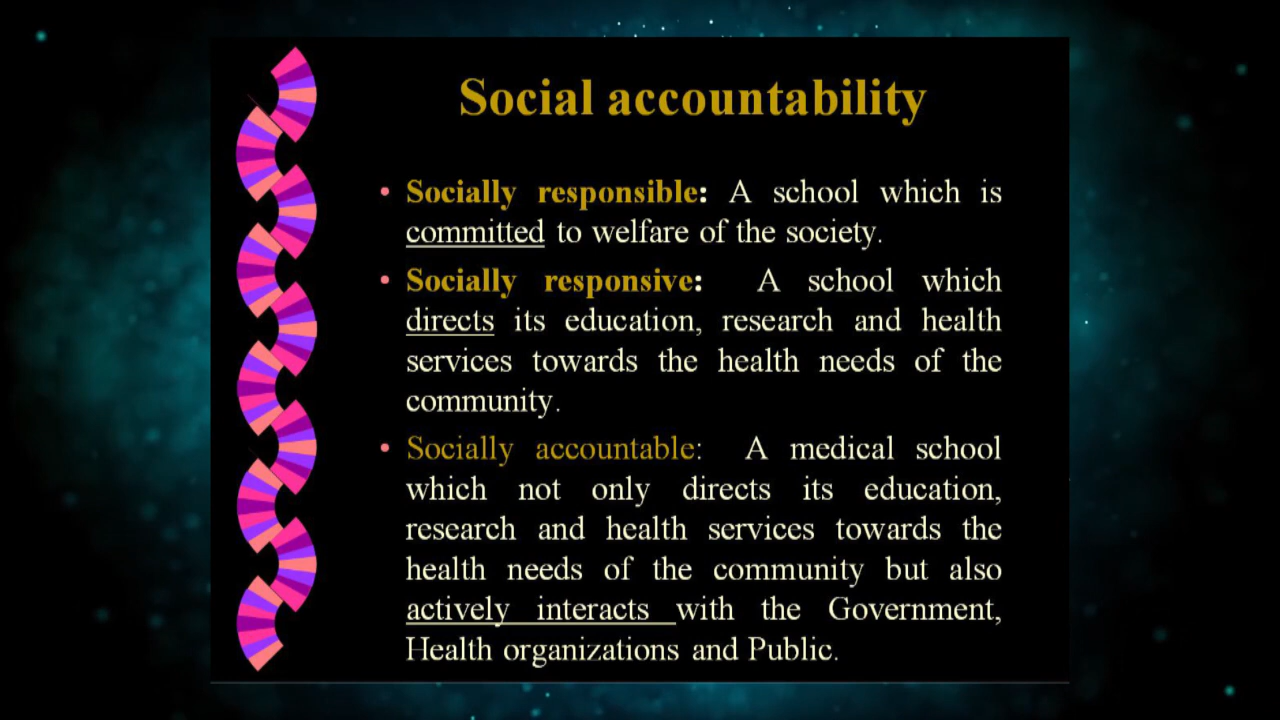 Social accountability
• Socially responsible: A school which is
committed to welfare of the society.
• Socially responsive: A school which
directs its education, research and health
services towards the health needs of the
community.
• Socially accountable: A medical school
which not only directs its education,
research and health services towards the
health needs of the community but also
actively interacts with the Government,
Health organizations and Public.